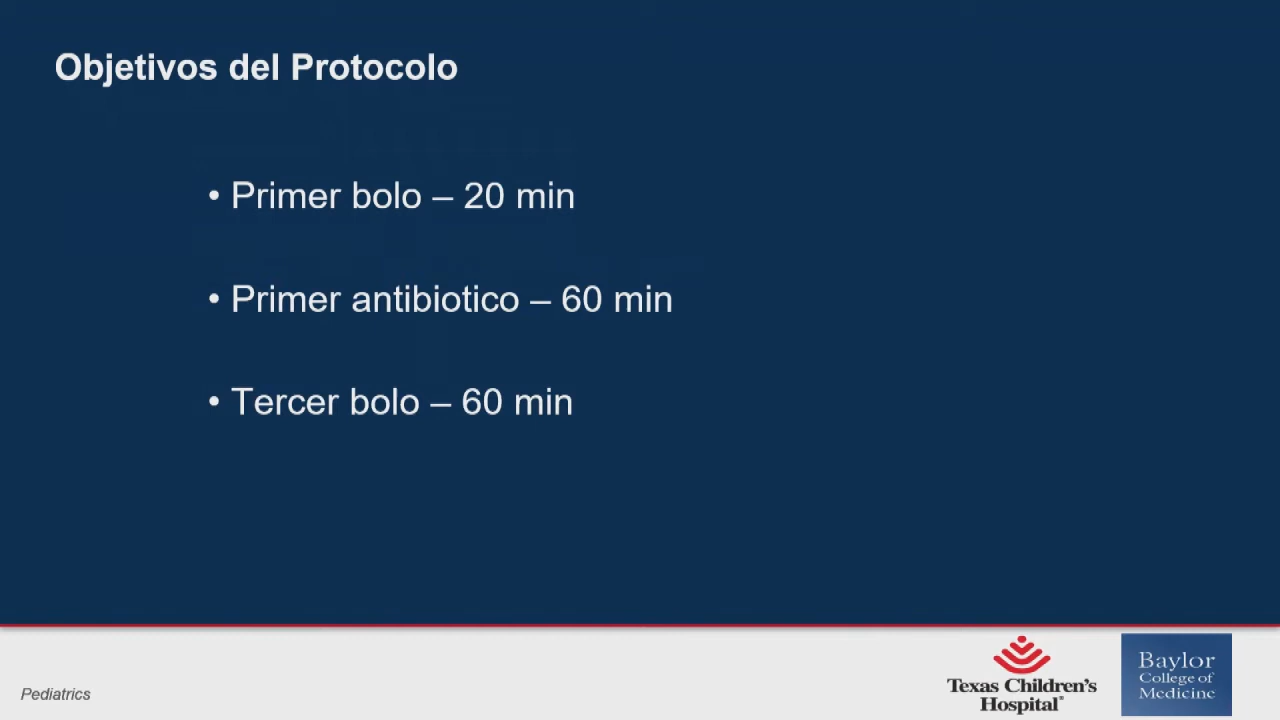 Objetivos del Protocolo
• Primer bolo – 20 min
• Primer antibiotico – 60 min
• Tercer bolo – 60 min
Pediatrics
Texas Children's
Hospital®
Baylor
College of
Medicine